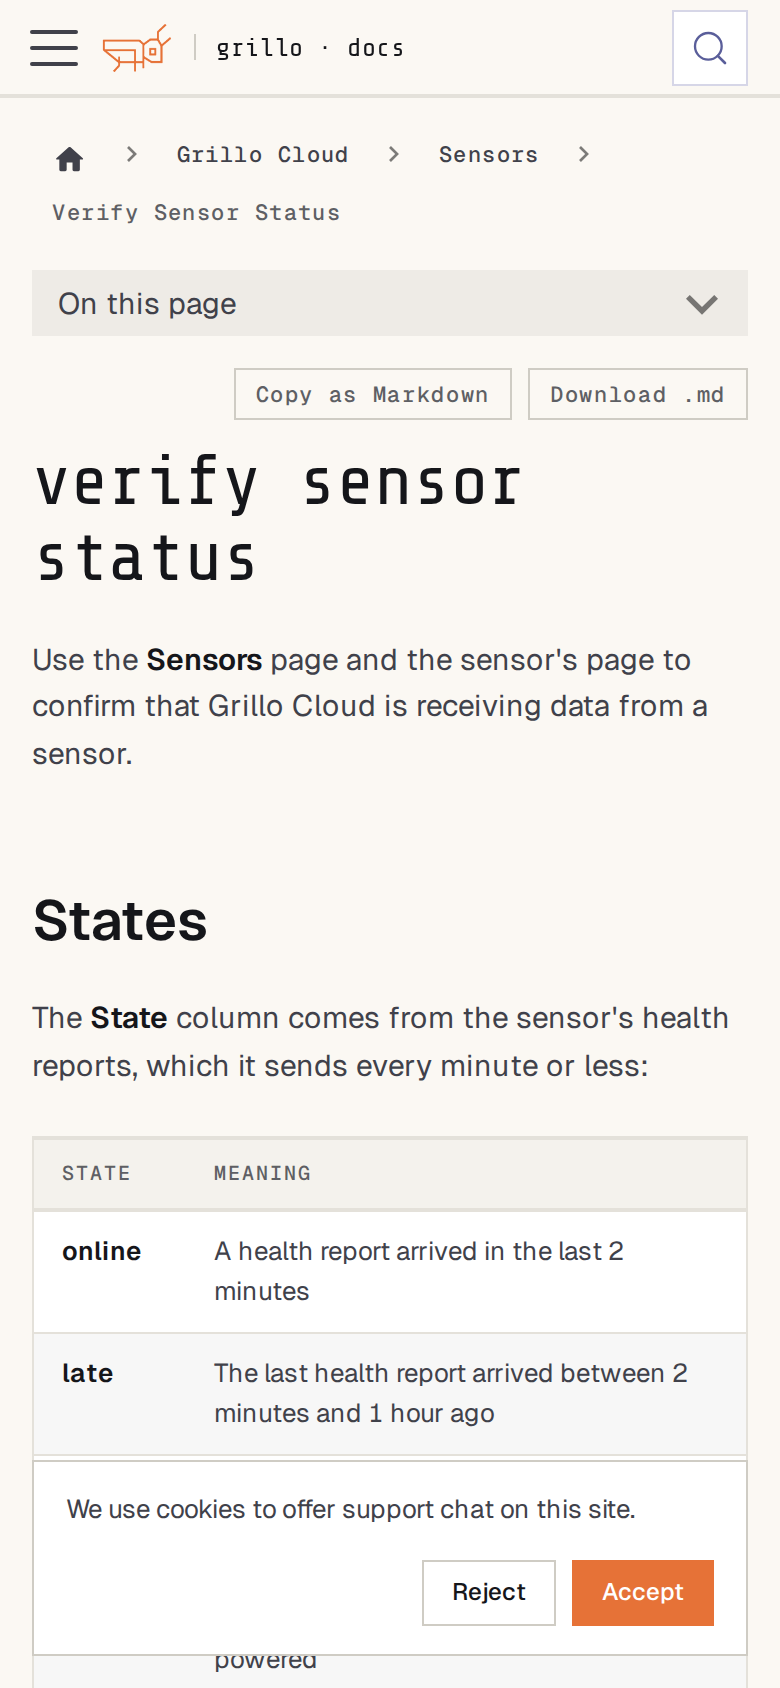 grillo · docs
Grillo Cloud > Sensors >
Verify Sensor Status
On this page
Copy as Markdown Download .md
verify sensor
status
Use the Sensors page and the sensor's page to
confirm that Grillo Cloud is receiving data from a
sensor.
States
The State column comes from the sensor's health
reports, which it sends every minute or less:
STATE MEANING
online A health report arrived in the last 2
minutes
late The last health report arrived between 2
minutes and 1 hour ago
We use cookies to offer support chat on this site.
Reject Accept
powered